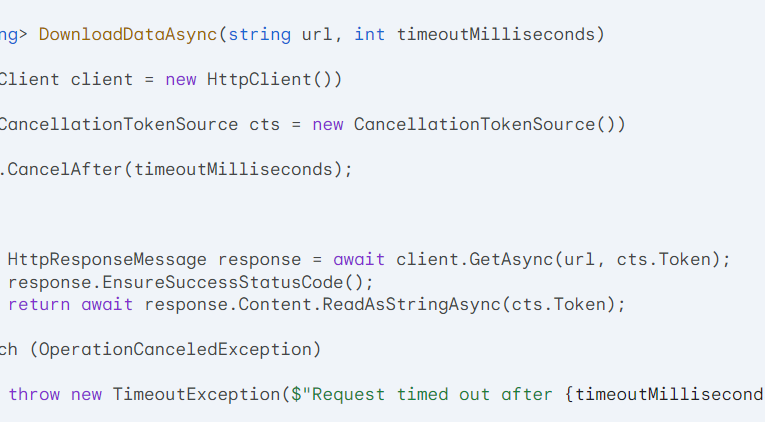 ng> DownloadDataAsync(string url, int timeoutMilliseconds)
Client client = new HttpClient())
CancellationTokenSource cts = new CancellationTokenSource())
.CancelAfter(timeoutMilliseconds);
HttpResponseMessage response = await client.GetAsync(url, cts.Token);
response.EnsureSuccessStatusCode();
return await response.Content.ReadAsStringAsync(cts.Token);
ch (OperationCanceledException)
throw new TimeoutException($"Request timed out after {timeoutMillisecond